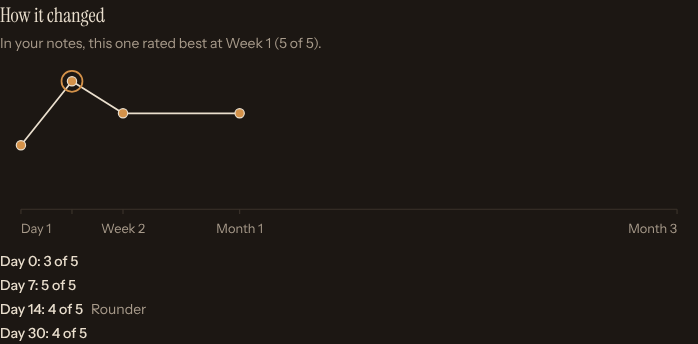 How it changed
In your notes, this one rated best at Week 1 (5 of 5).
Day 1 Week 2 Month 1 Month 3
Day 0: 3 of 5
Day 7: 5 of 5
Day 14: 4 of 5 Rounder
Day 30: 4 of 5